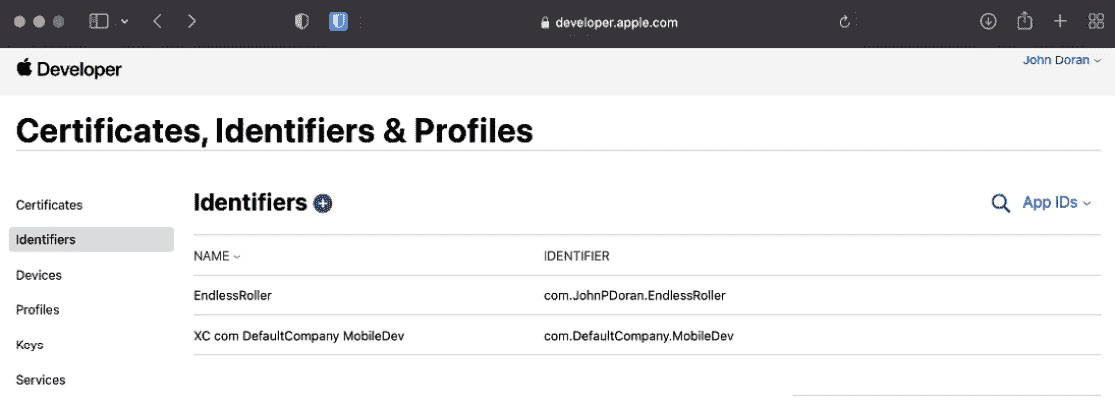 developer.apple.com
Developer
John Doran
Certificates, Identifiers & Profiles
Certificates
Identifiers
Devices
Profiles
Keys
Services
Identifiers
App IDs
NAME IDENTIFIER
EndlessRoller com.JohnPDoran.EndlessRoller
XC com DefaultCompany MobileDev com.DefaultCompany.MobileDev